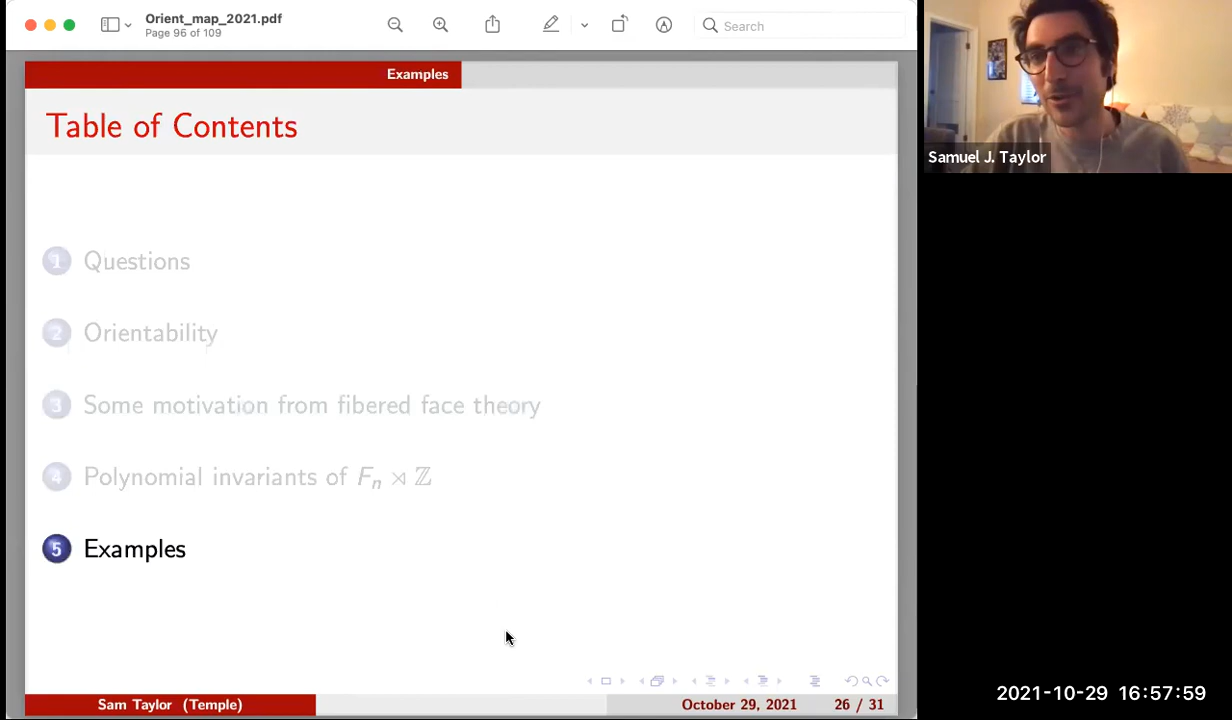 Orient_map_2021.pdf
Page 96 of 109
Search
Examples
Table of Contents
1 Questions
2 Orientability
3 Some motivation from fibered face theory
4 Polynomial invariants of Fₙ ⋊ ℤ
5 Examples
Sam Taylor (Temple)
October 29, 2021
26 / 31
Samuel J. Taylor
2021-10-29 16:57:59